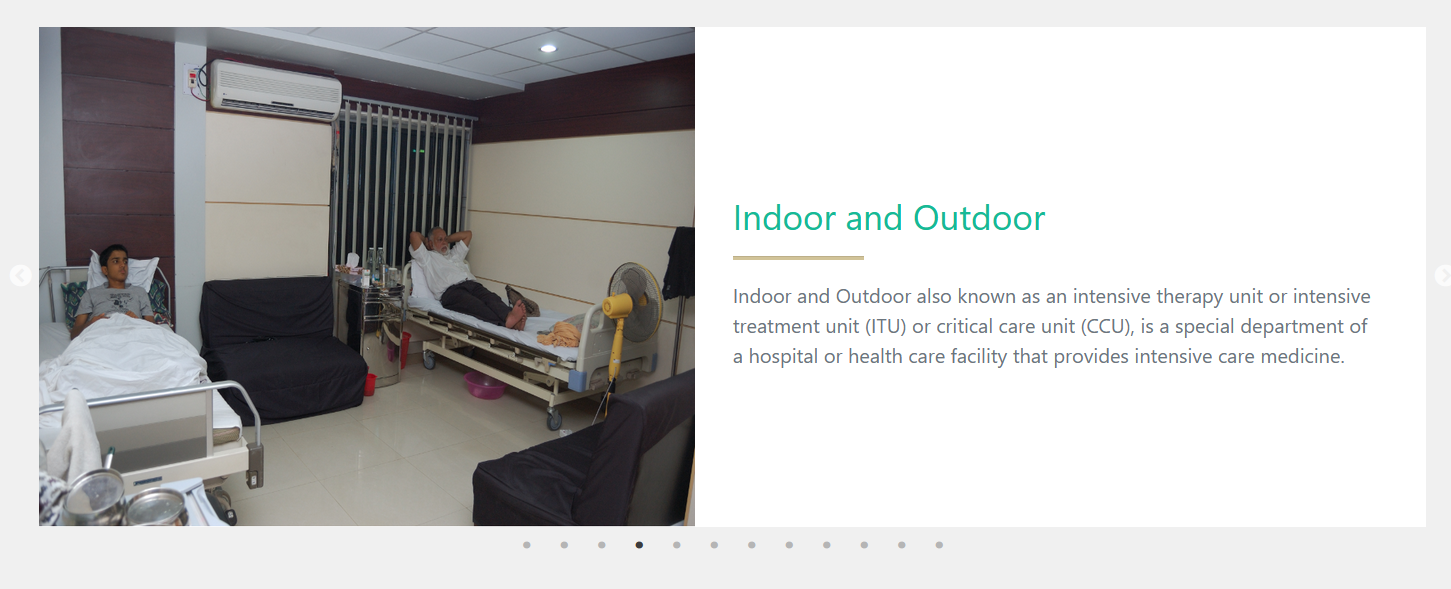 Indoor and Outdoor
Indoor and Outdoor also known as an intensive therapy unit or intensive
treatment unit (ITU) or critical care unit (CCU), is a special department of
a hospital or health care facility that provides intensive care medicine.